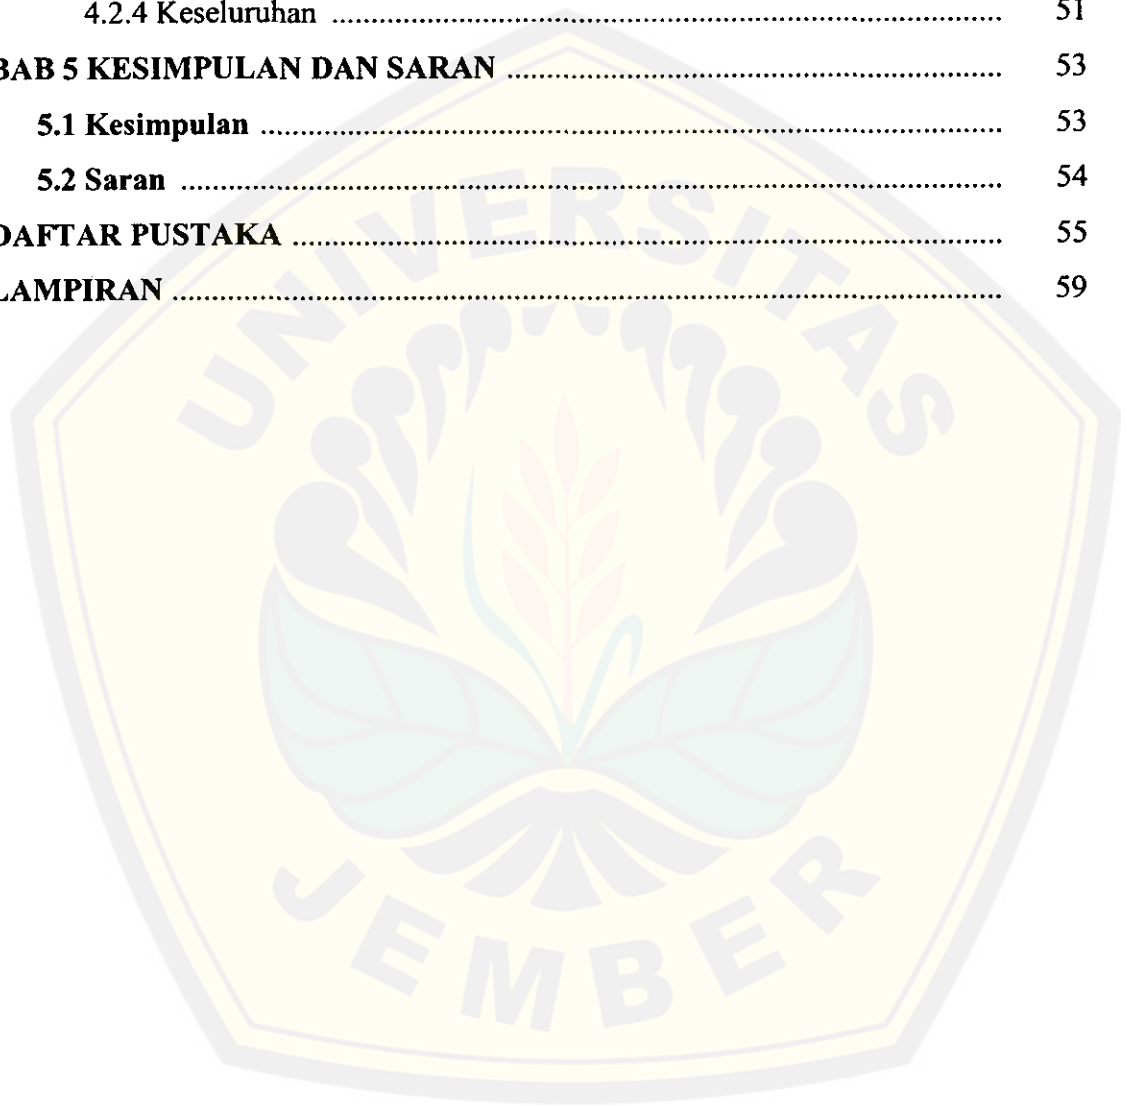 4.2.4 Keseluruhan ........................................................................................ 51
BAB 5 KESIMPULAN DAN SARAN ................................................................. 53
5.1 Kesimpulan .................................................................................................. 53
5.2 Saran ............................................................................................................ 54
DAFTAR PUSTAKA ............................................................................................. 55
LAMPIRAN ............................................................................................................. 59
UNIVERSITAS
JEMBER